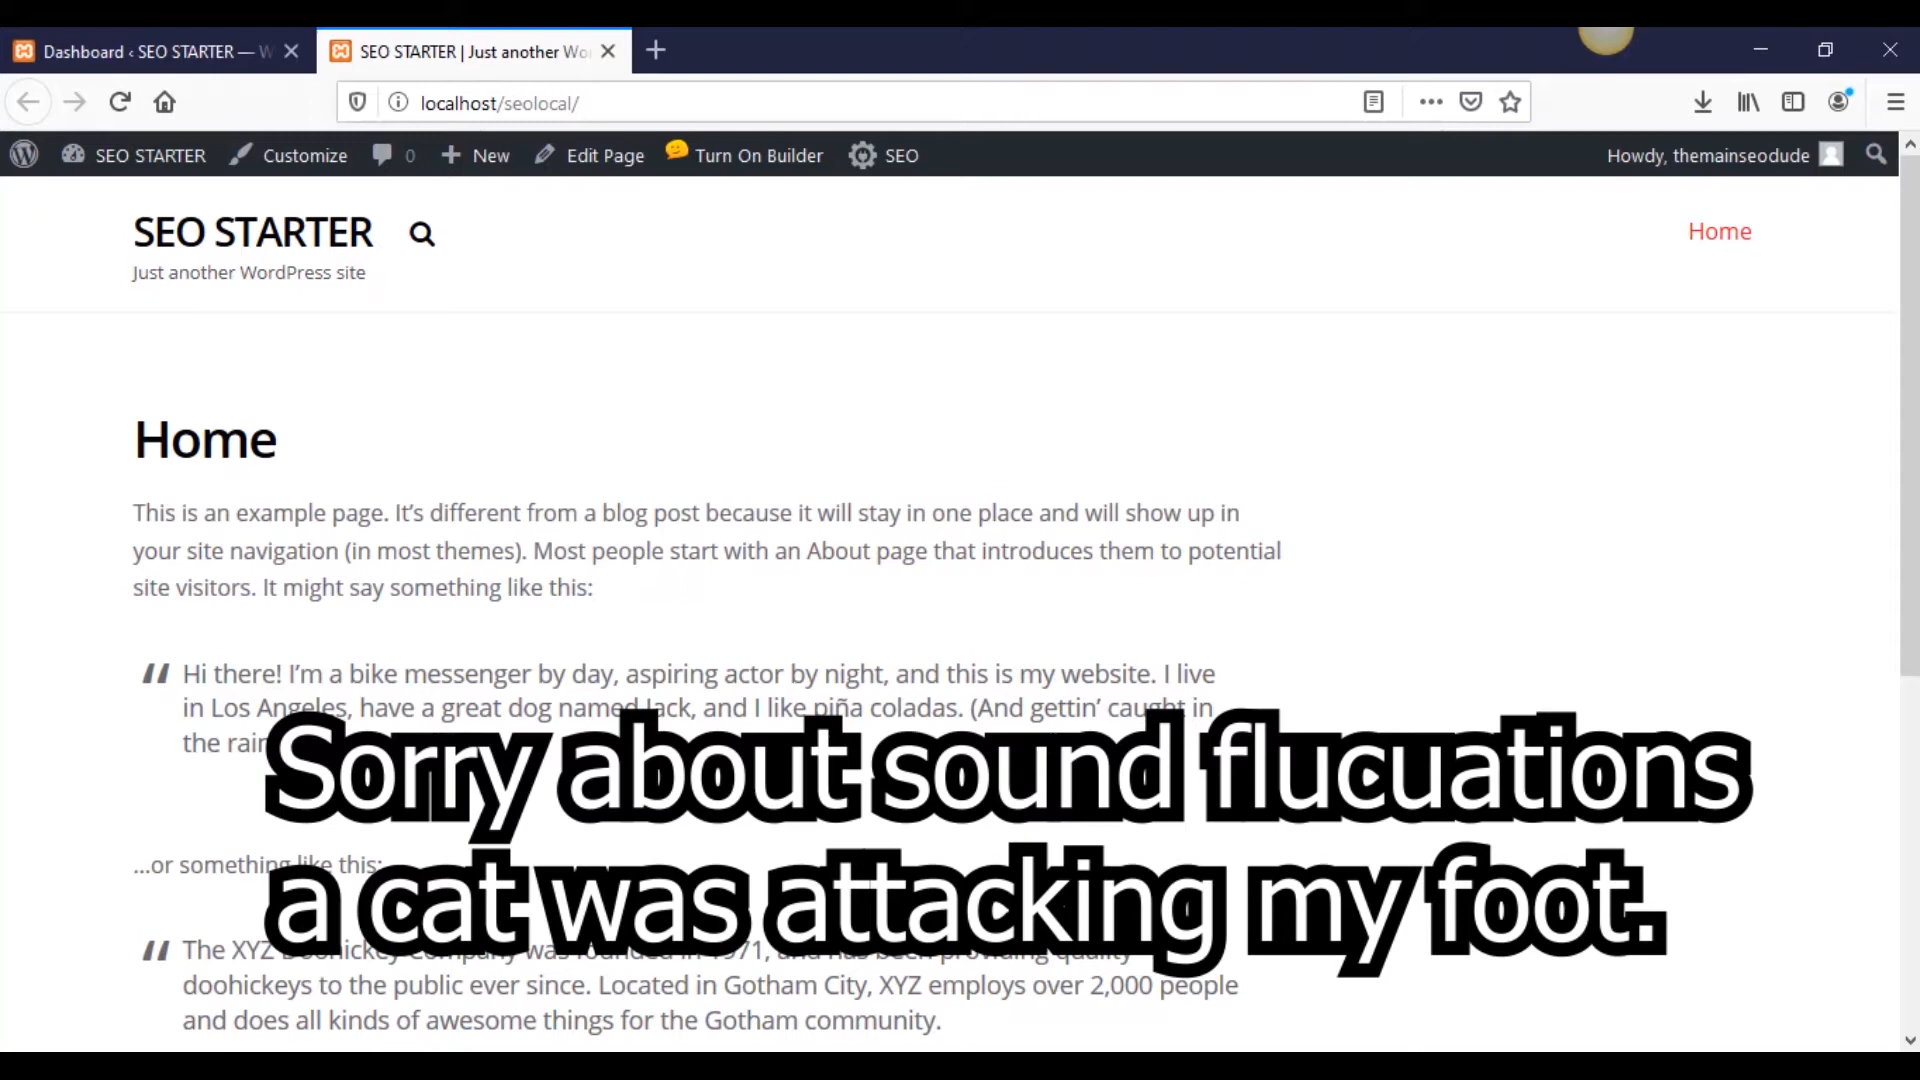 Dashboard ‹ SEO STARTER — W
SEO STARTER | Just another Wo
localhost/seolocal/
SEO STARTER
Customize
0
New
Edit Page
Turn On Builder
SEO
Howdy, themainseodude
SEO STARTER
Home
Just another WordPress site
Home
This is an example page. It’s different from a blog post because it will stay in one place and will show up in
your site navigation (in most themes). Most people start with an About page that introduces them to potential
site visitors. It might say something like this:
Hi there! I’m a bike messenger by day, aspiring actor by night, and this is my website. I live
in Los Angeles, have a great dog named Jack, and I like piña coladas. (And gettin’ caught in
the rain
Sorry about sound flucuations
a cat was attacking my foot.
...or something like this:
The XYZ Doohickey Company was founded in 1971, and has been providing quality
doohickeys to the public ever since. Located in Gotham City, XYZ employs over 2,000 people
and does all kinds of awesome things for the Gotham community.